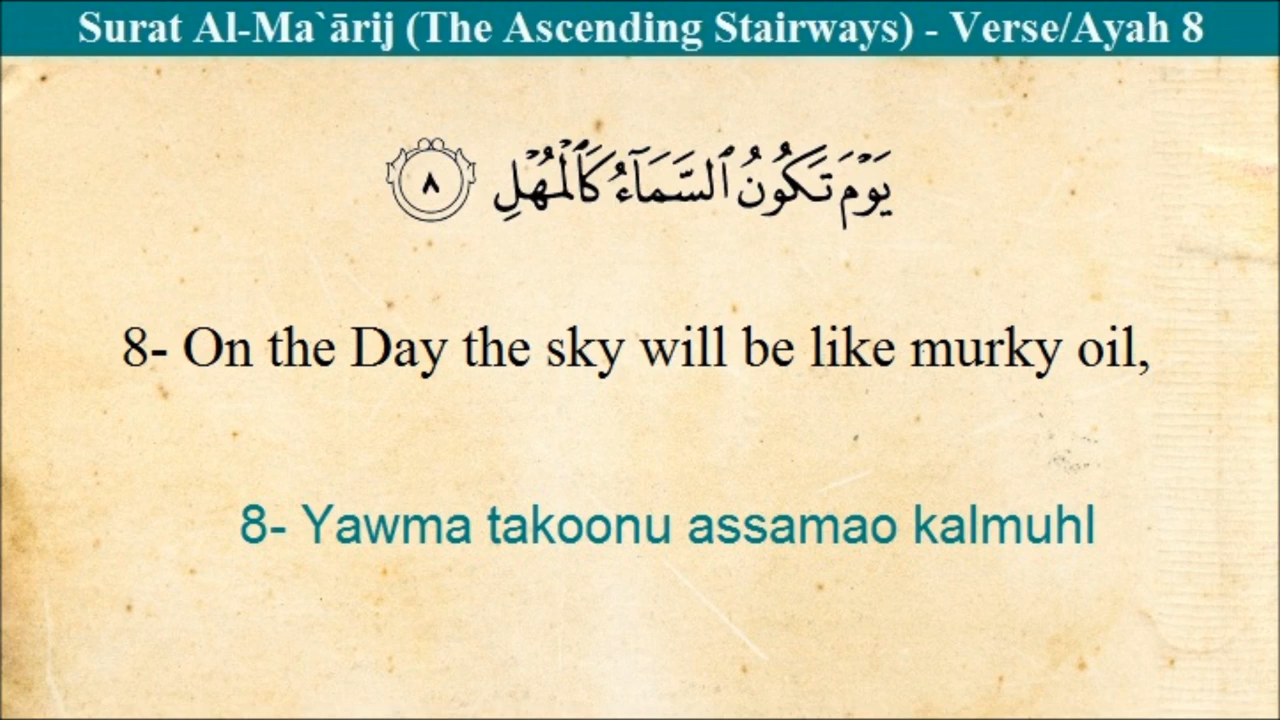 Surat Al-Ma`ārij (The Ascending Stairways) - Verse/Ayah 8
يَوْمَ تَكُونُ ٱلسَّمَآءُ كَٱلْمُهْلِ ٨
8- On the Day the sky will be like murky oil,
8- Yawma takoonu assamao kalmuhl